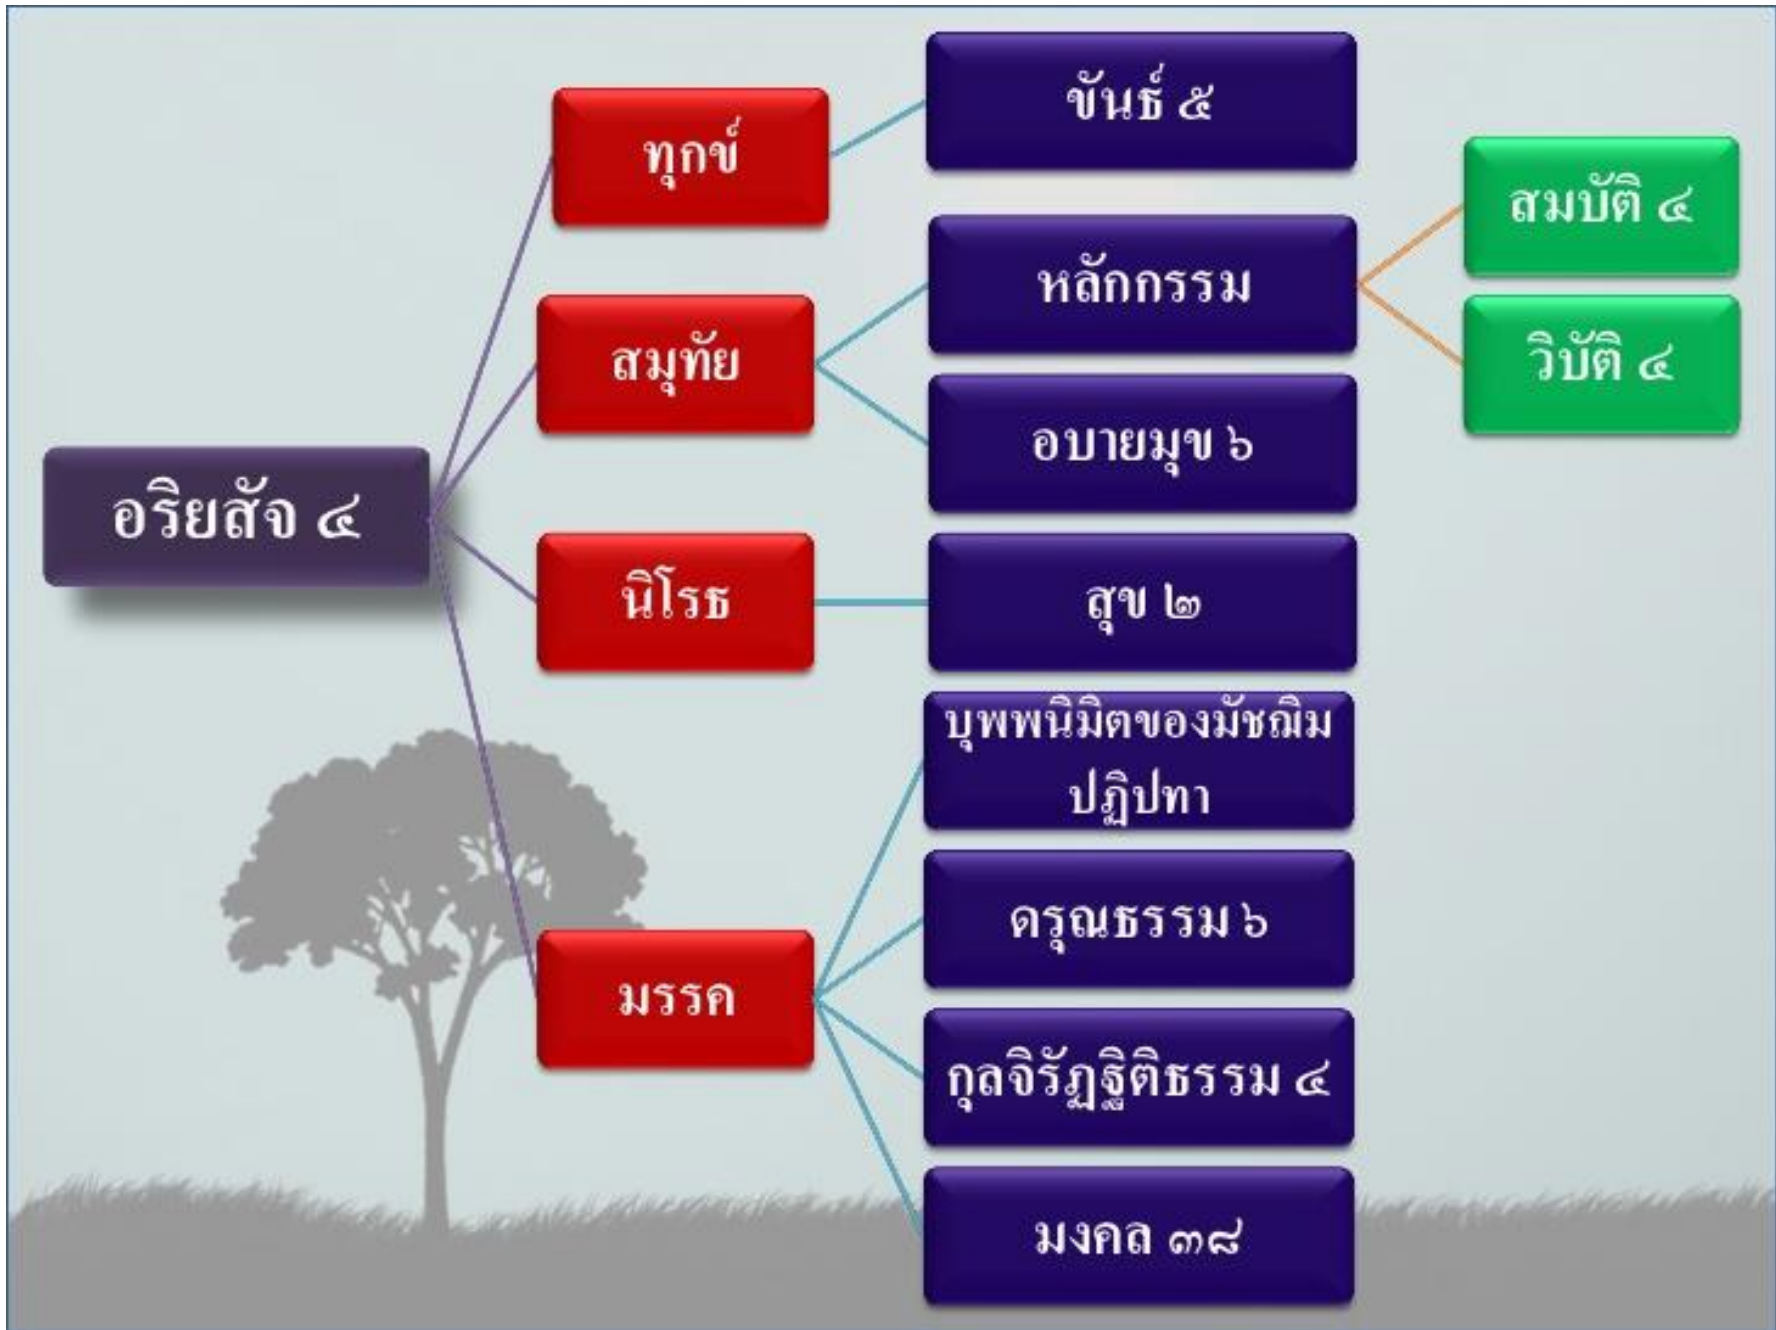 อริยสัจ ๔
ทุกข์
ขันธ์ ๕
สมุทัย
หลักกรรม
สมบัติ ๔
วิบัติ ๔
อบายมุข ๖
นิโรธ
สุข ๒
มรรค
บุพพนิมิตของมัชฌิม
ปฏิปทา
ดรุณธรรม ๖
กุลจิรัฏฐิติธรรม ๔
มงคล ๓๘